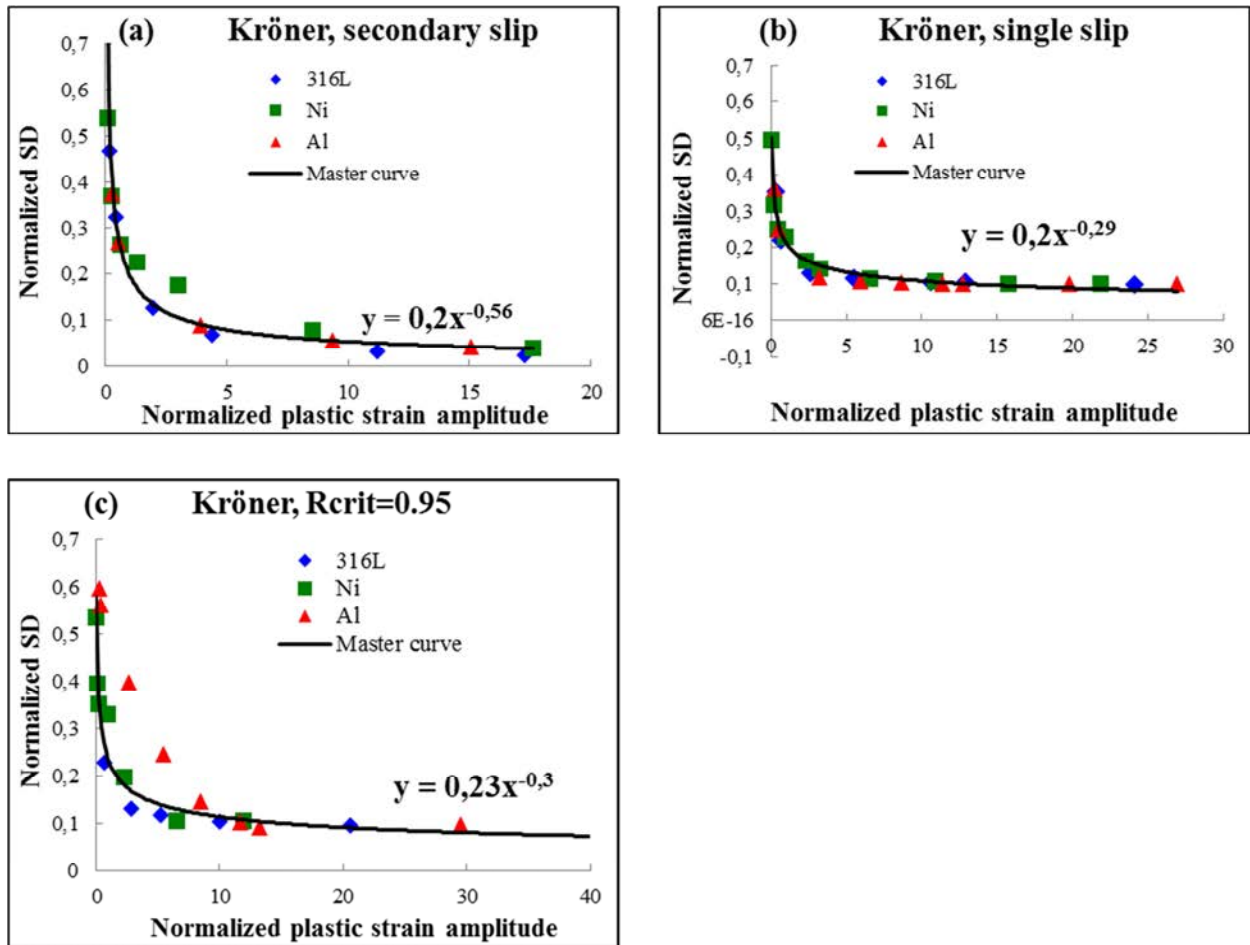 (a) Kröner, secondary slip
0,7
0,6
0,5
0,4
0,3
0,2
0,1
0
Normalized SD
316L
Ni
Al
Master curve
y = 0,2x-0,56
0 5 10 15 20
Normalized plastic strain amplitude
(b) Kröner, single slip
0,7
0,6
0,5
0,4
0,3
0,2
0,1
6E-16
-0,1
Normalized SD
316L
Ni
Al
Master curve
y = 0,2x-0,29
0 5 10 15 20 25 30
Normalized plastic strain amplitude
(c) Kröner, Rcrit=0.95
0,7
0,6
0,5
0,4
0,3
0,2
0,1
0
Normalized SD
316L
Ni
Al
Master curve
y = 0,23x-0,3
0 10 20 30 40
Normalized plastic strain amplitude